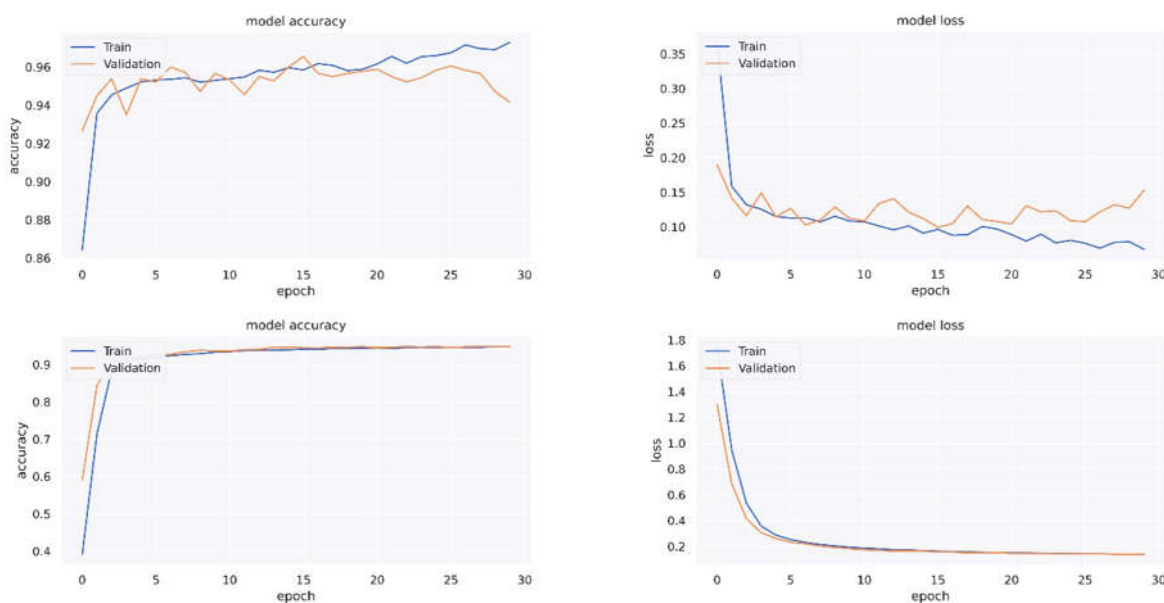 model accuracy
Train
Validation
0.96
0.94
0.92
0.90
0.88
0.86
accuracy
0 5 10 15 20 25 30
epoch
model loss
Train
Validation
0.35
0.30
0.25
0.20
0.15
0.10
loss
0 5 10 15 20 25 30
epoch
model accuracy
Train
Validation
0.9
0.8
0.7
0.6
0.5
0.4
accuracy
0 5 10 15 20 25 30
epoch
model loss
Train
Validation
1.8
1.6
1.4
1.2
1.0
0.8
0.6
0.4
0.2
loss
0 5 10 15 20 25 30
epoch